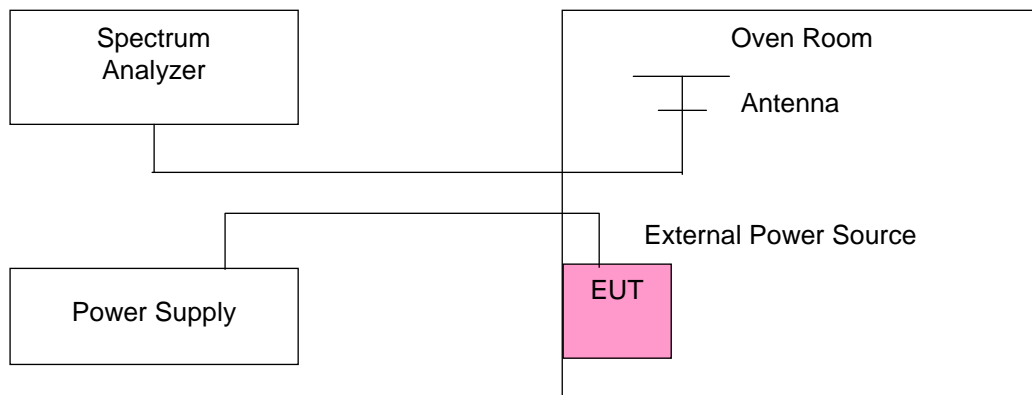 Spectrum
Analyzer
Oven Room
Antenna
External Power Source
EUT
Power Supply